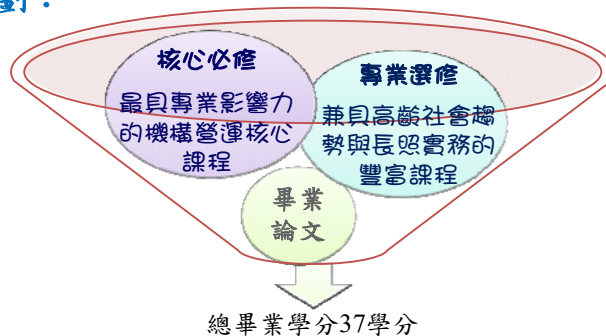 劃：
核心必修
最具專業影響力
的機構營運核心
課程
專業選修
兼具高齡社會趨
勢與長照實務的
豐富課程
畢業
論文
總畢業學分37學分